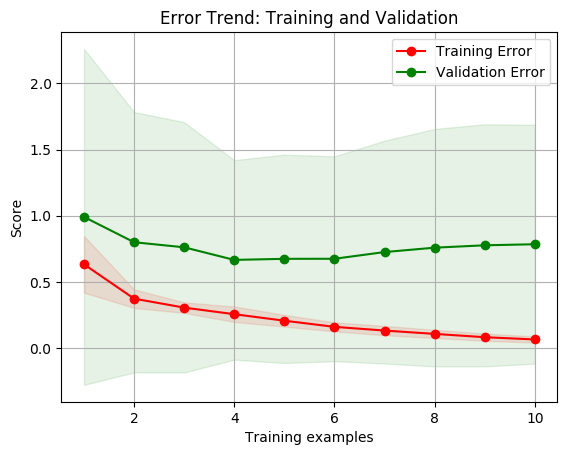 Error Trend: Training and Validation
Training Error
Validation Error
Score
2.0
1.5
1.0
0.5
0.0
2
4
6
8
10
Training examples